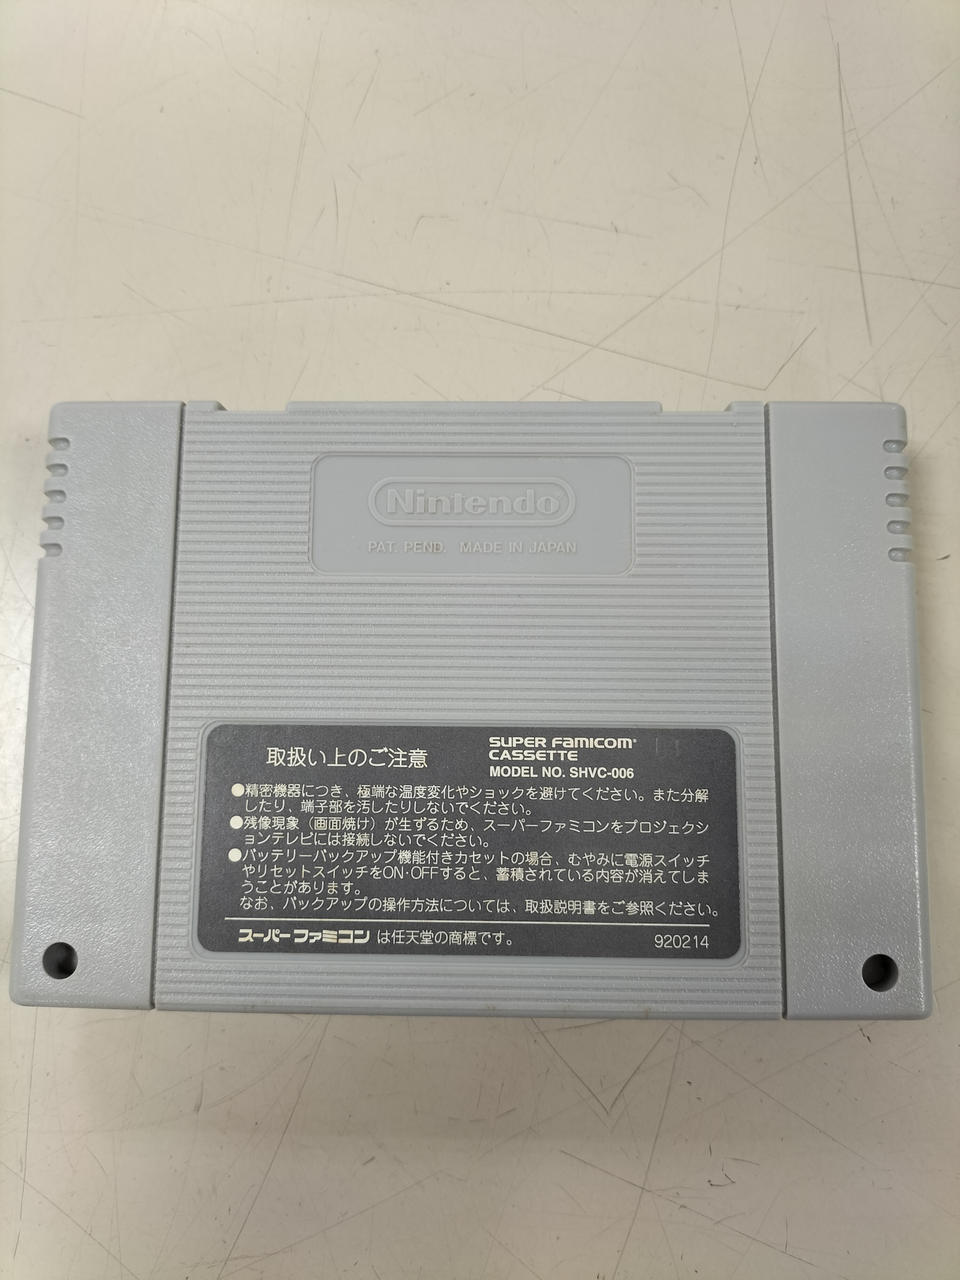 Nintendo
PAT. PEND. MADE IN JAPAN
取扱い上のご注意
SUPER FAMICOM
CASSETTE
MODEL NO. SHVC-006
●精密機器につき、極端な温度変化やショックを避けてください。また分解
したり、端子部を汚したりしないでください。
●残像現象（画面焼け）が生ずるため、スーパーファミコンをプロジェクシ
ョンテレビには接続しないでください。
●バッテリーバックアップ機能付きカセットの場合、むやみに電源スイッチ
やリセットスイッチをON·OFFすると、蓄積されている内容が消えてしま
うことがあります。
なお、バックアップの操作方法については、取扱説明書をご参照ください。
スーパーファミコン は任天堂の商標です。
920214